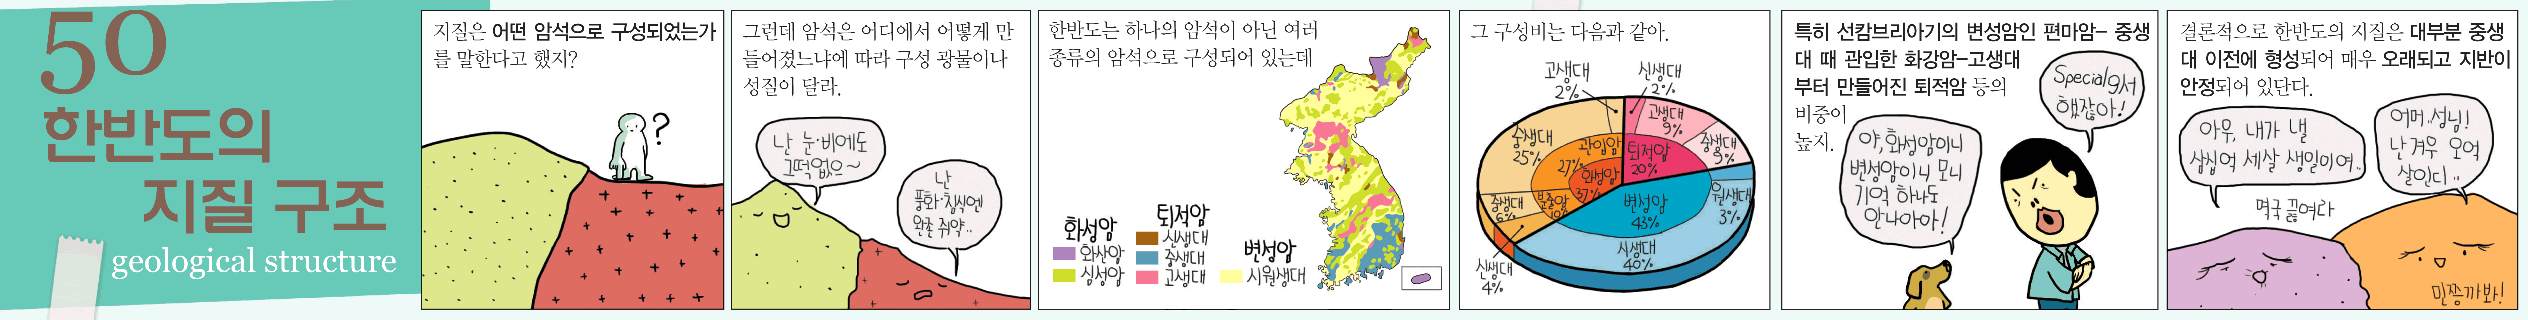 50
한반도의
지질 구조
geological structure
지질은 어떤 암석으로 구성되었는가
를 말한다고 했지?
?
그런데 암석은 어디에서 어떻게 만
들어졌느냐에 따라 구성 광물이나
성질이 달라.
난 눈·비에도
끄떡없으~
난
풍화·침식엔
완존 취약..
한반도는 하나의 암석이 아닌 여러
종류의 암석으로 구성되어 있는데
화성암
화산암
심성암
퇴적암
신생대
중생대
고생대
변성암
시원생대
그 구성비는 다음과 같아.
고생대
2%
신생대
2%
고생대
9%
중생대
9%
중생대
25%
관입암
27%
퇴적암
20%
화성암
37%
중생대
6%
분출암
10%
변성암
43%
원생대
3%
시생대
40%
신생대
4%
특히 선캄브리아기의 변성암인 편마암- 중생
대 때 관입한 화강암-고생대
부터 만들어진 퇴적암 등의
비중이
높지.
Special 9서
했잖아!
야, 화성암이니
변성암이니 모니
기억 하나도
안나아아!
결론적으로 한반도의 지질은 대부분 중생
대 이전에 형성되어 매우 오래되고 지반이
안정되어 있단다.
아우, 내가 낼
삼십억 세살 생일이여..
어머..성님!
난 겨우 오억
살인디..
멱국 끓여라
민쯩 까봐!